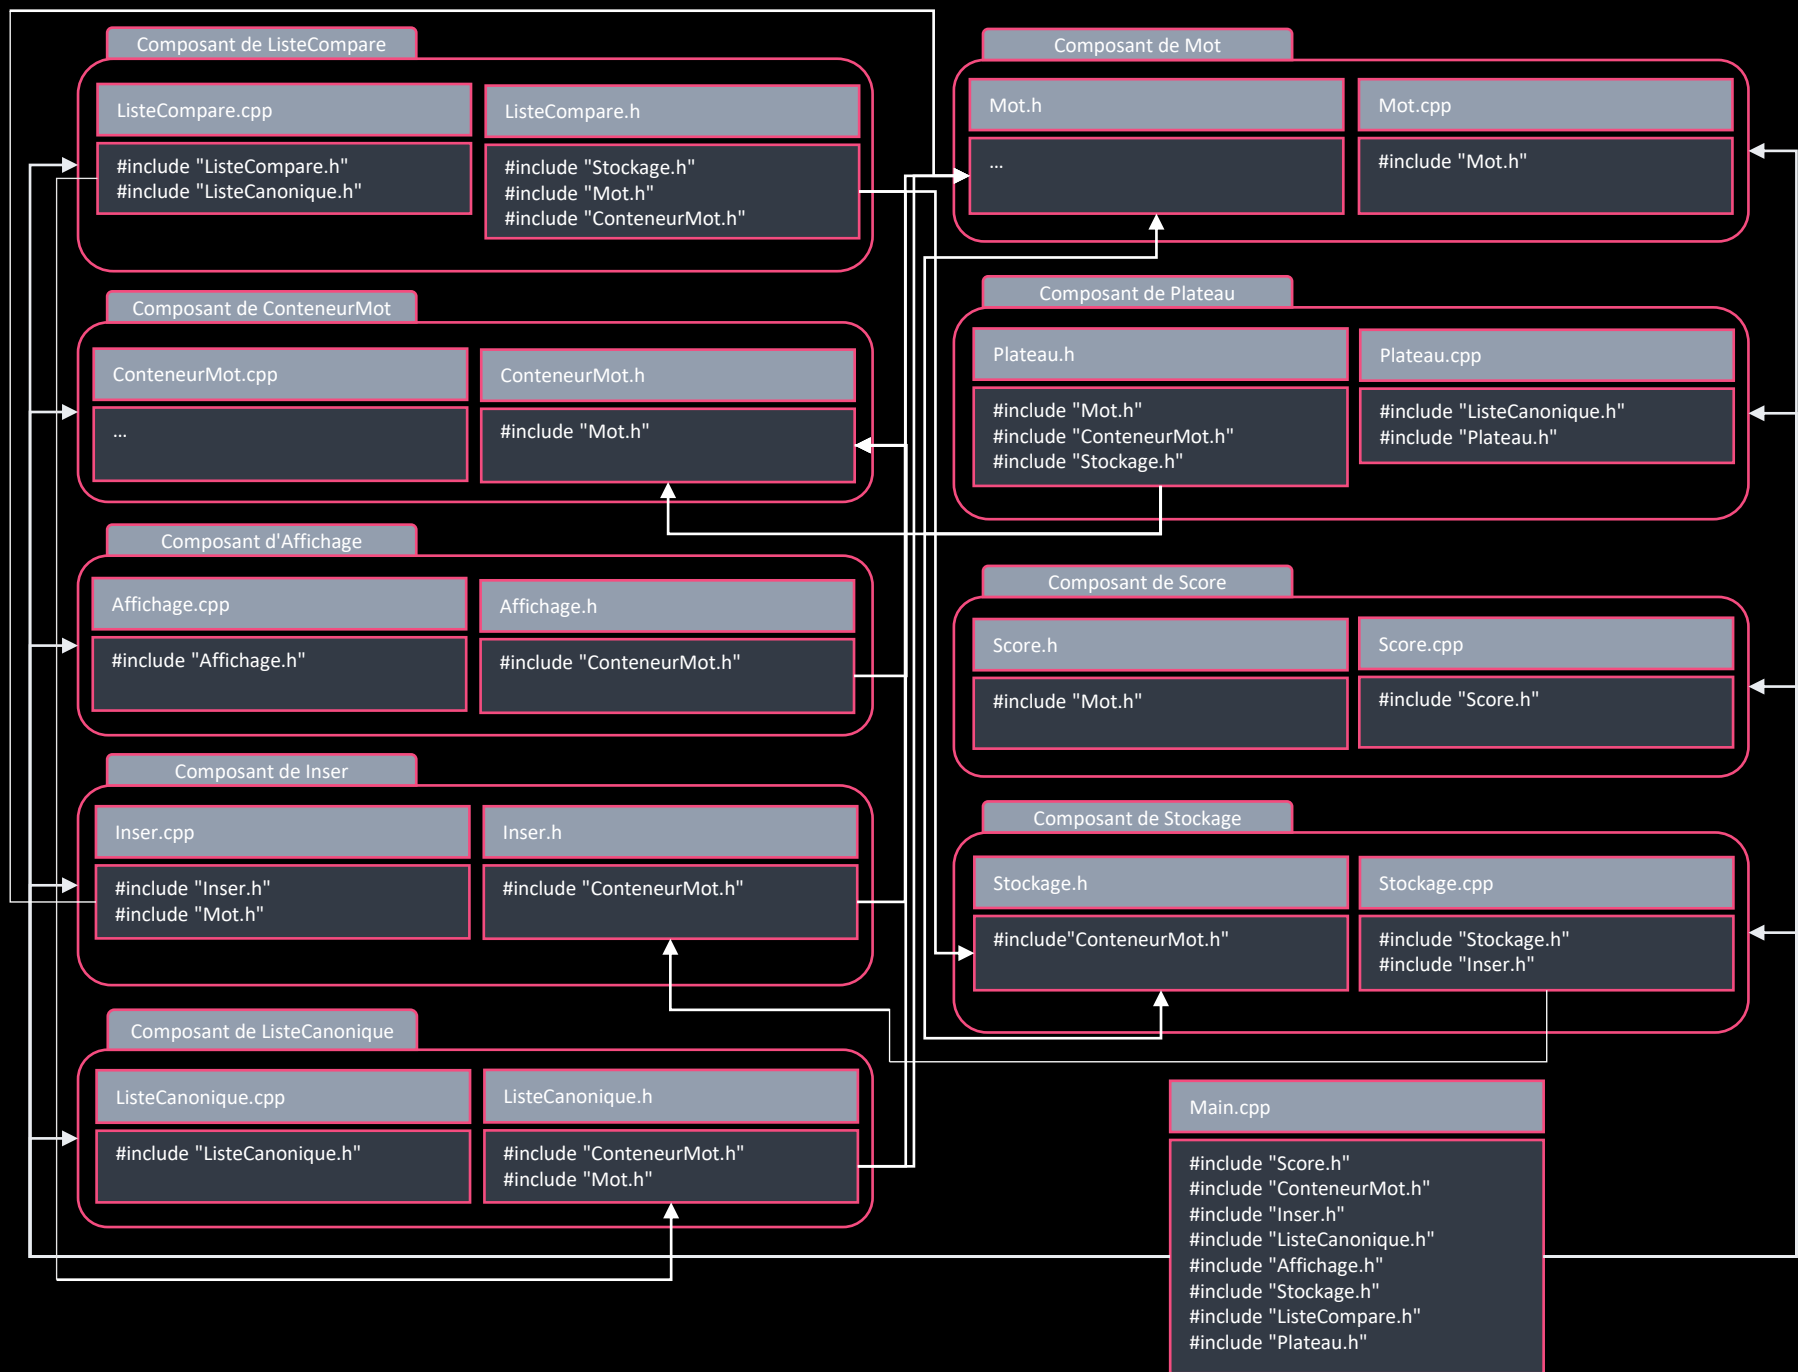 Composant de ListeCompare
ListeCompare.cpp
#include "ListeCompare.h"
#include "ListeCanonique.h"
ListeCompare.h
#include "Stockage.h"
#include "Mot.h"
#include "ConteneurMot.h"
Composant de Mot
Mot.h
...
Mot.cpp
#include "Mot.h"
Composant de ConteneurMot
ConteneurMot.cpp
...
ConteneurMot.h
#include "Mot.h"
Composant de Plateau
Plateau.h
#include "Mot.h"
#include "ConteneurMot.h"
#include "Stockage.h"
Plateau.cpp
#include "ListeCanonique.h"
#include "Plateau.h"
Composant d'Affichage
Affichage.cpp
#include "Affichage.h"
Affichage.h
#include "ConteneurMot.h"
Composant de Score
Score.h
#include "Mot.h"
Score.cpp
#include "Score.h"
Composant de Inser
Inser.cpp
#include "Inser.h"
#include "Mot.h"
Inser.h
#include "ConteneurMot.h"
Composant de Stockage
Stockage.h
#include"ConteneurMot.h"
Stockage.cpp
#include "Stockage.h"
#include "Inser.h"
Composant de ListeCanonique
ListeCanonique.cpp
#include "ListeCanonique.h"
ListeCanonique.h
#include "ConteneurMot.h"
#include "Mot.h"
Main.cpp
#include "Score.h"
#include "ConteneurMot.h"
#include "Inser.h"
#include "ListeCanonique.h"
#include "Affichage.h"
#include "Stockage.h"
#include "ListeCompare.h"
#include "Plateau.h"